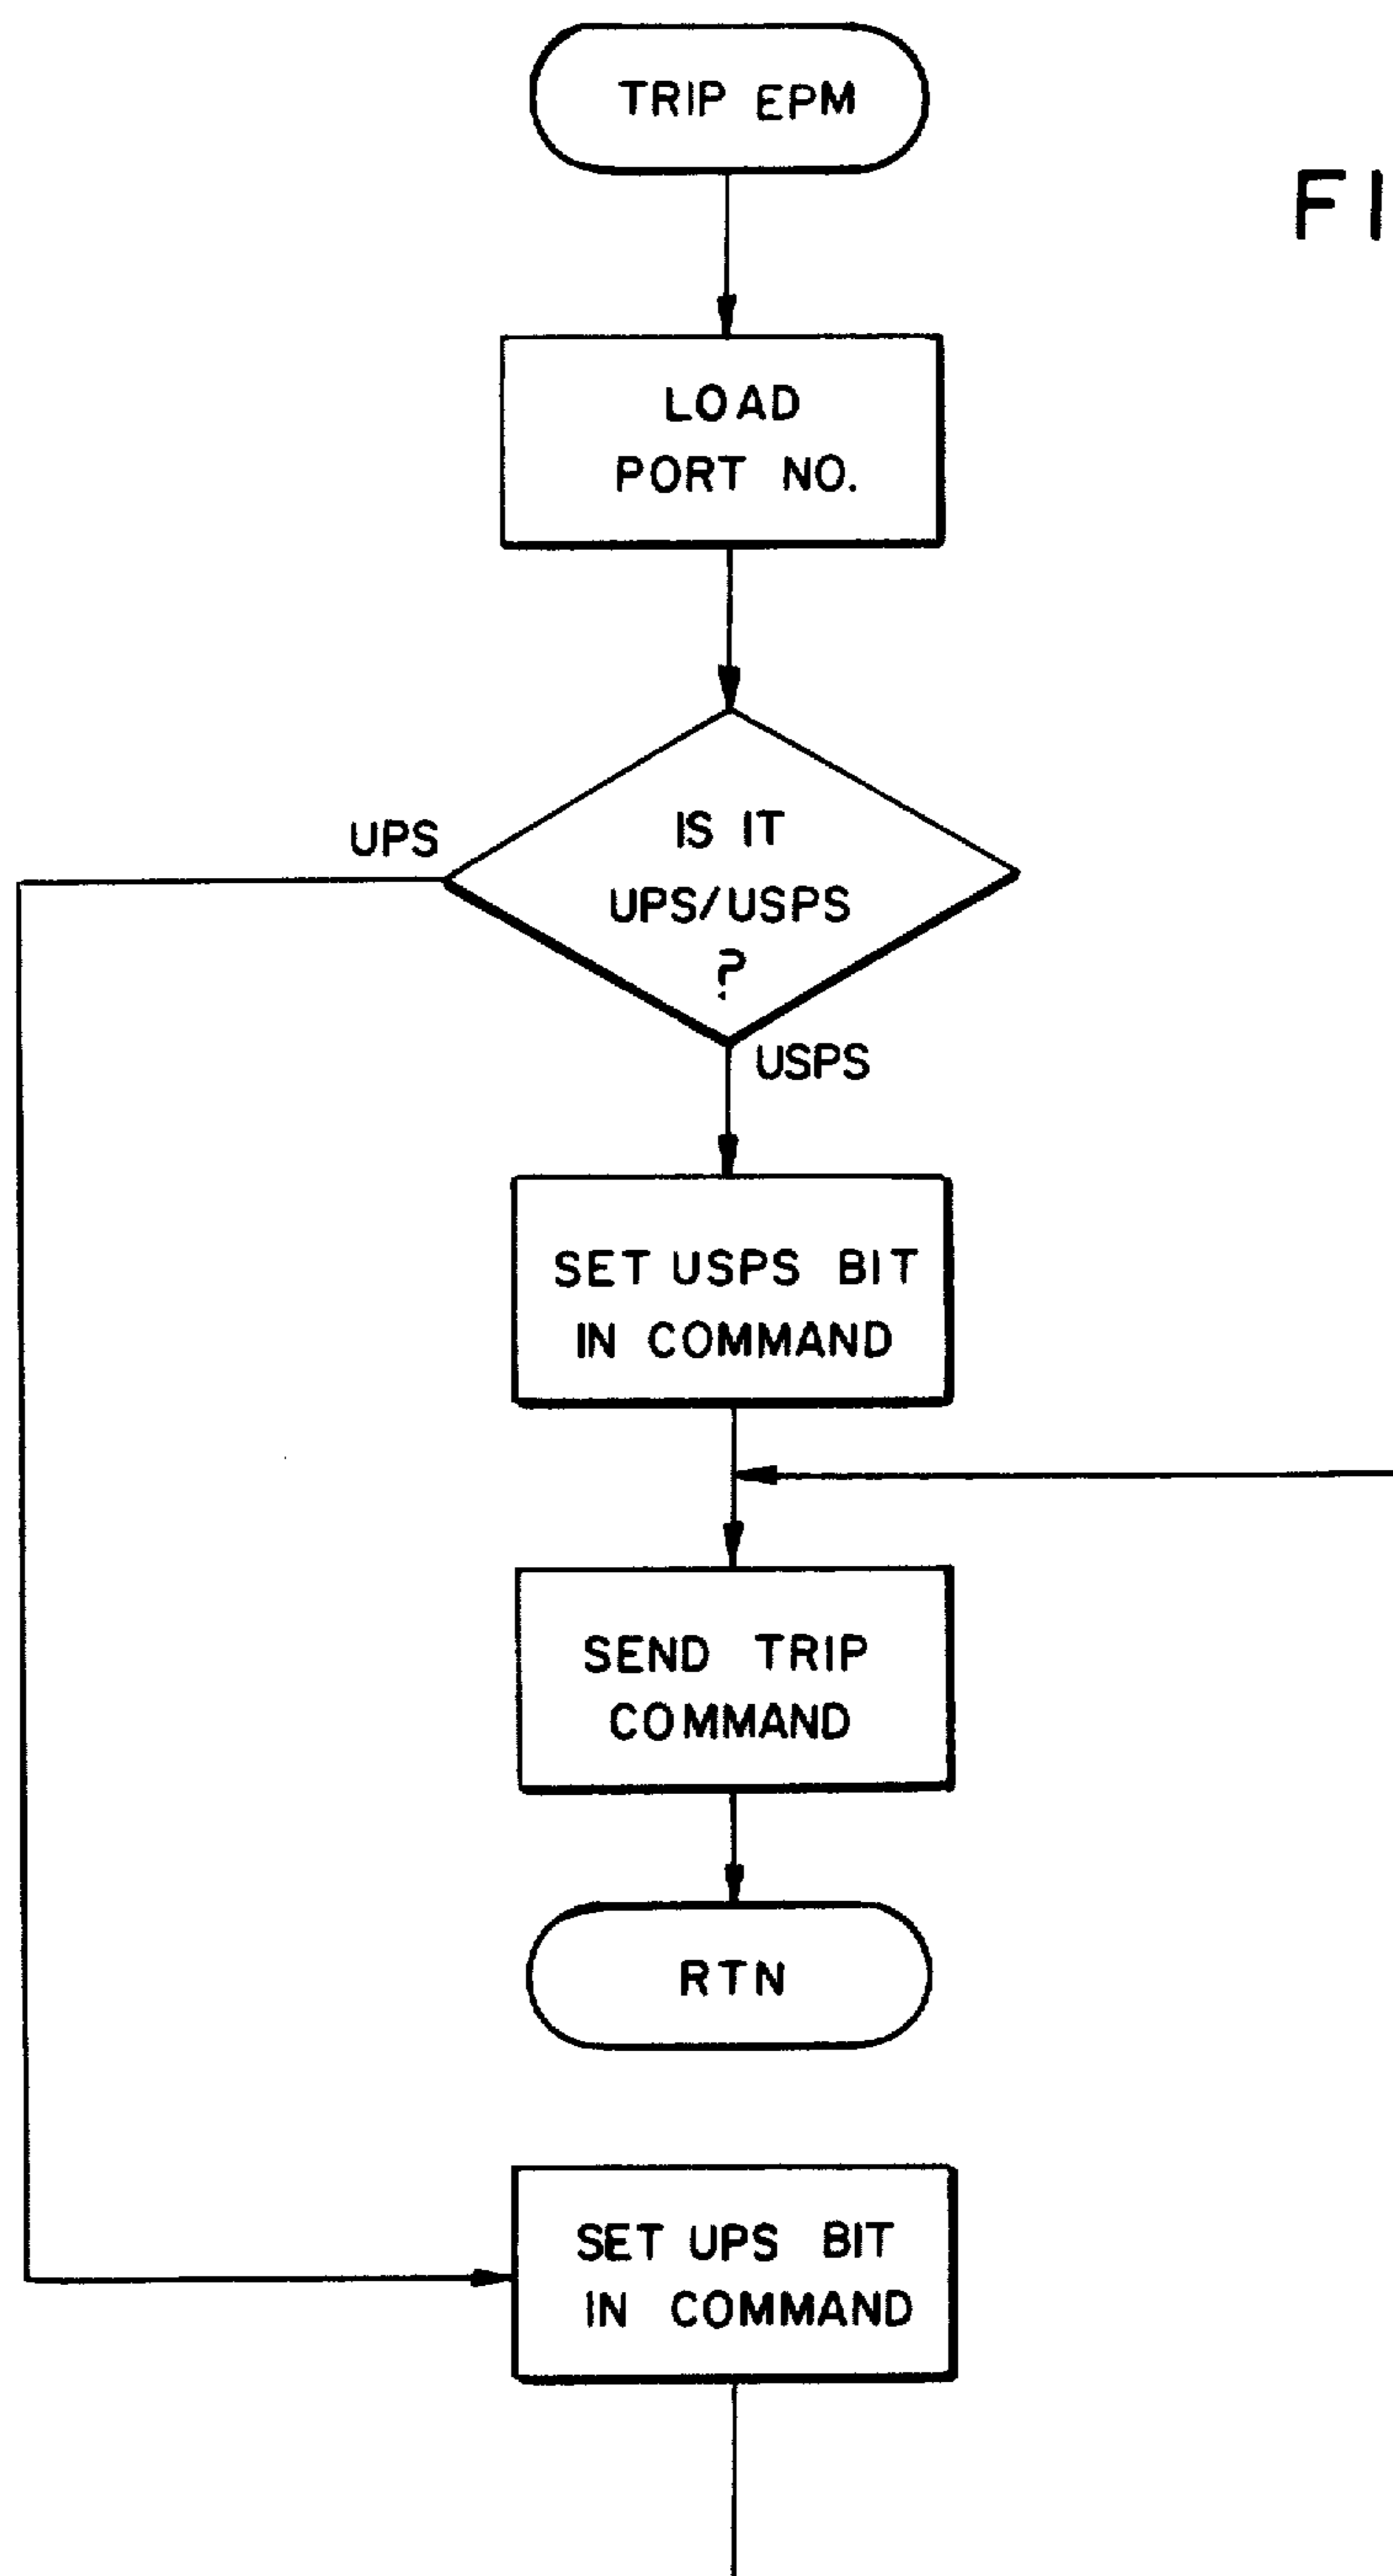 TRIP EPM
FI
LOAD
PORT NO.
IS IT
UPS/USPS
?
UPS
USPS
SET USPS BIT
IN COMMAND
SEND TRIP
COMMAND
RTN
SET UPS BIT
IN COMMAND